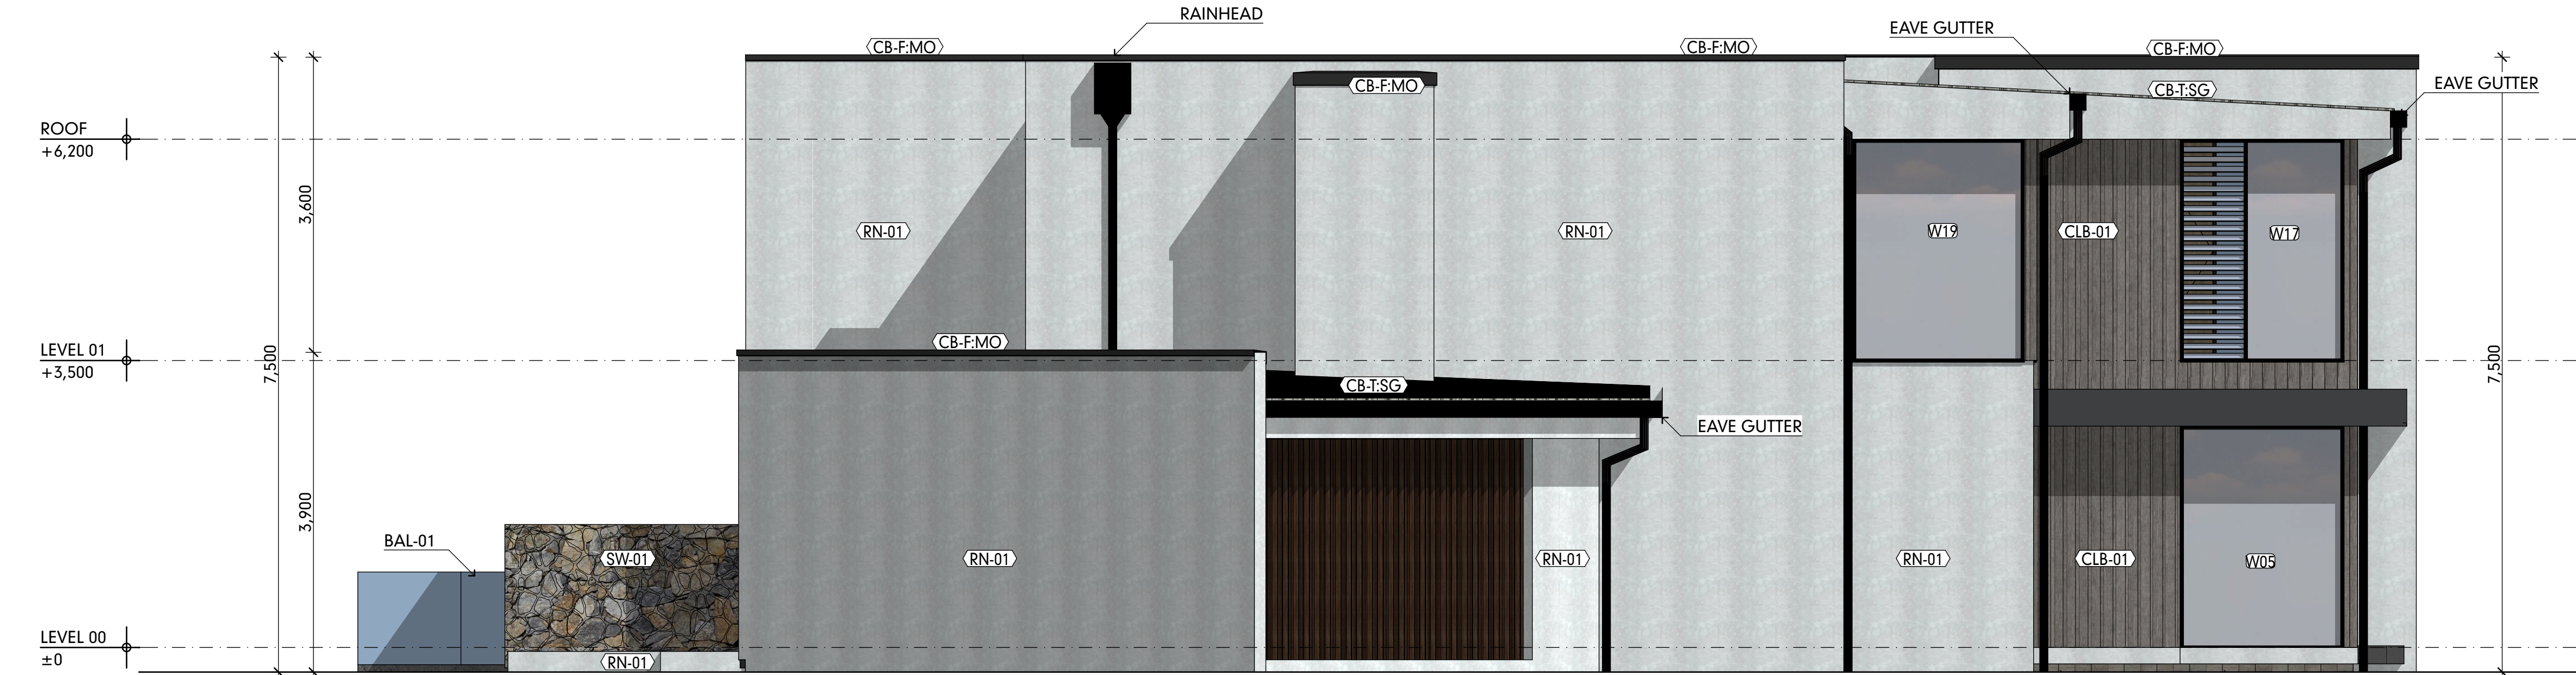 RAINHEAD
EAVE GUTTER
CB-F:MO
CB-F:MO
CB-F:MO
CB-F:MO
CB-T:SG
EAVE GUTTER
ROOF
+6,200
3,600
RN-01
RN-01
W19
CLB-01
W17
CB-F:MO
LEVEL 01
+3,500
7,500
7,500
CB-T:SG
EAVE GUTTER
3,900
BAL-01
SW-01
RN-01
RN-01
RN-01
CLB-01
W05
LEVEL 00
±0
RN-01